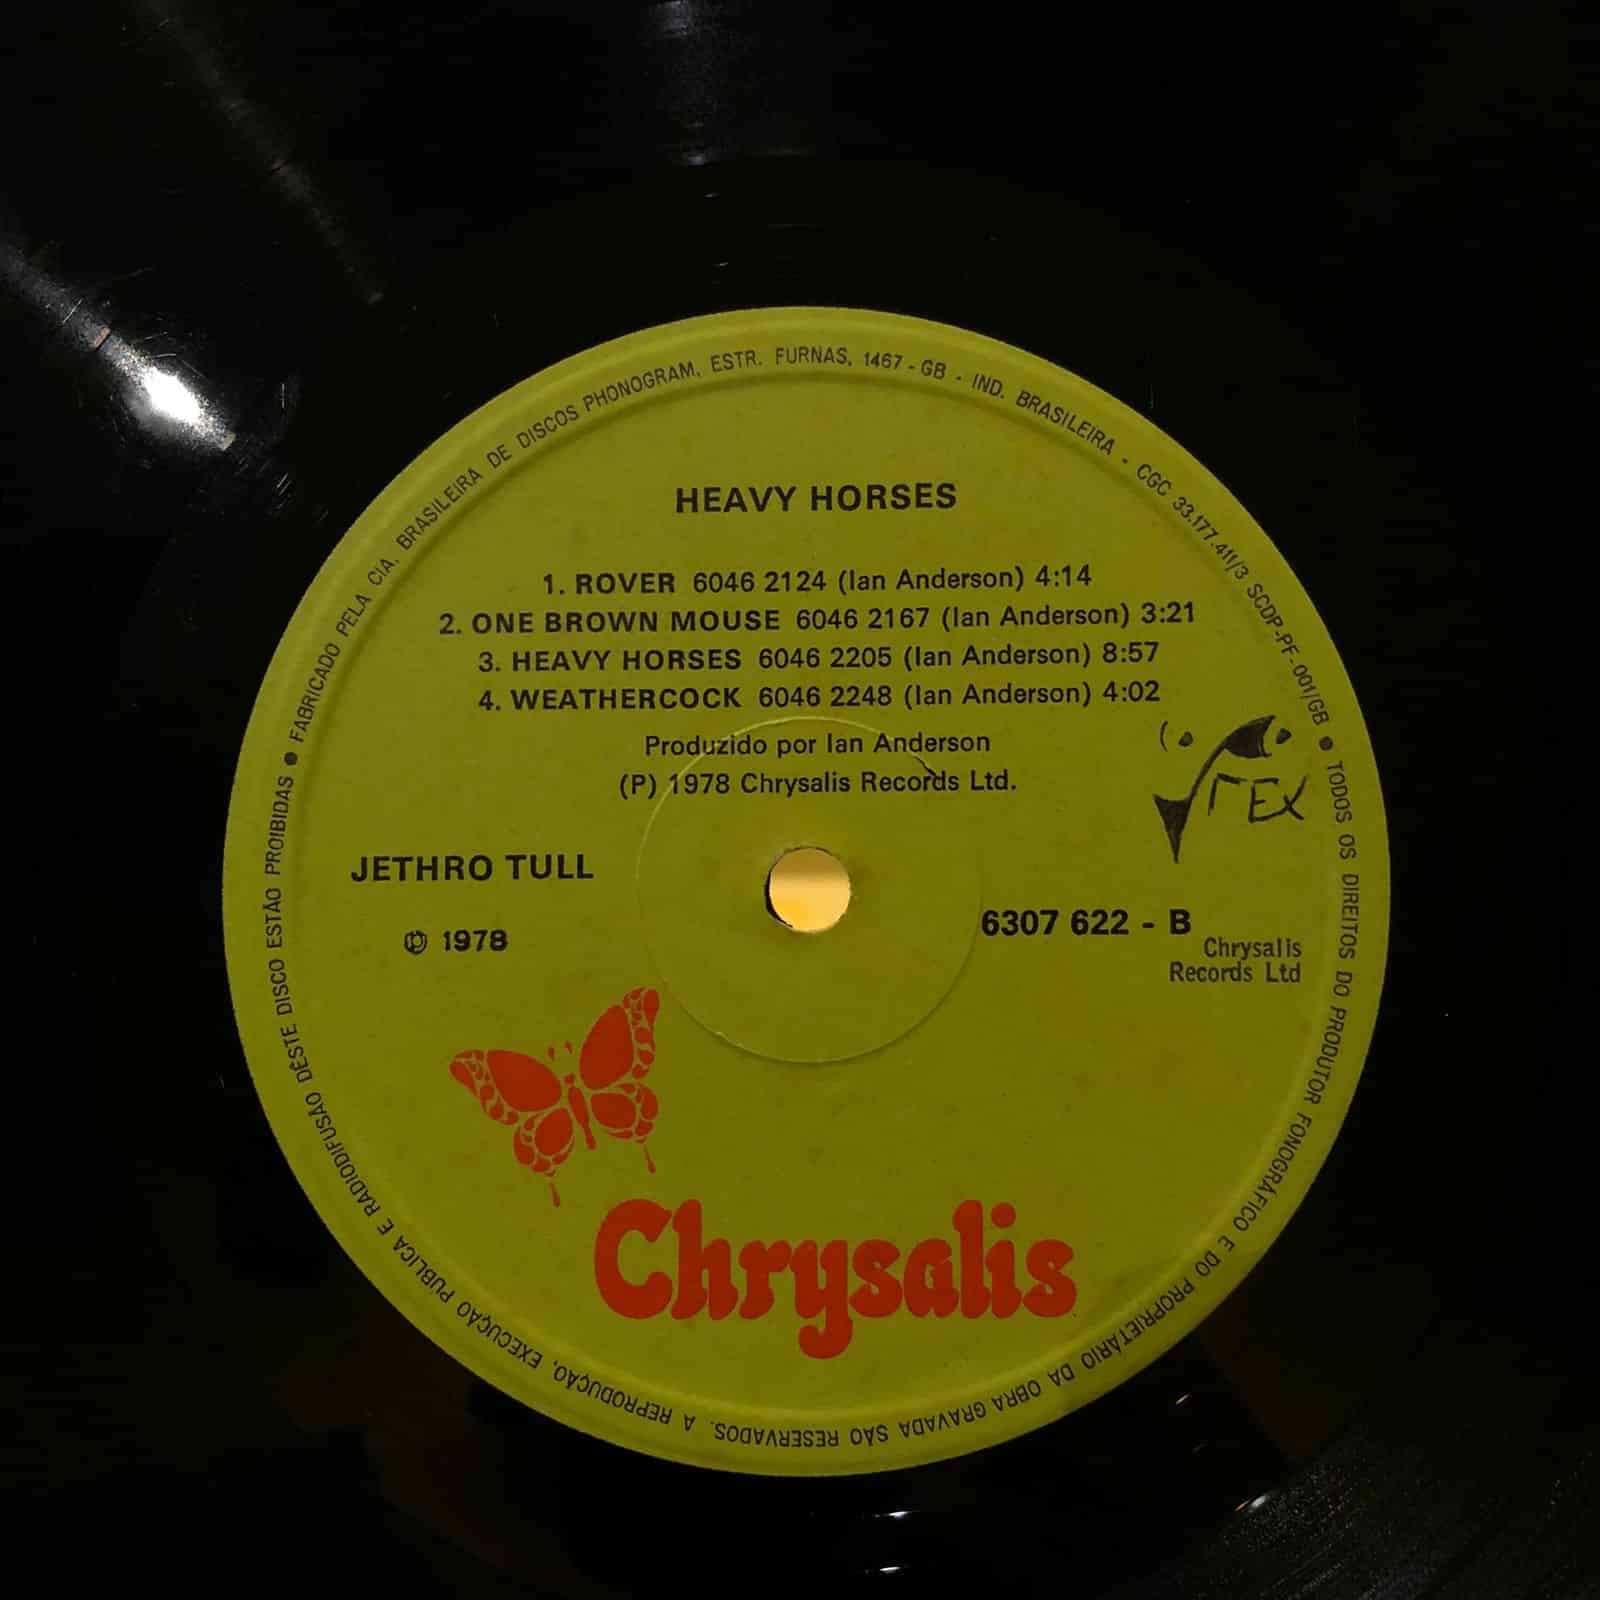 FABRICADO PELA CIA. BRASILEIRA DE DISCOS PHONOGRAM, ESTR. FURNAS, 1467 - GB - IND. BRASILEIRA - CGC 33.177.411/3 SCDP-PF-001/GB ●
HEAVY HORSES
1. ROVER 6046 2124 (Ian Anderson) 4:14
2. ONE BROWN MOUSE 6046 2167 (Ian Anderson) 3:21
3. HEAVY HORSES 6046 2205 (Ian Anderson) 8:57
4. WEATHERCOCK 6046 2248 (Ian Anderson) 4:02
Produzido por Ian Anderson
(P) 1978 Chrysalis Records Ltd.
JETHRO TULL
℗ 1978
6307 622 - B
Chrysalis
Records Ltd
Chrysalis
TODOS OS DIREITOS DO PRODUTOR FONOGRÁFICO E DO PROPRIETÁRIO DA OBRA GRAVADA SÃO RESERVADOS. A REPRODUÇÃO, EXECUÇÃO PUBLICA E RADIODIFUSÃO DÊSTE DISCO ESTÃO PROIBIDAS ●